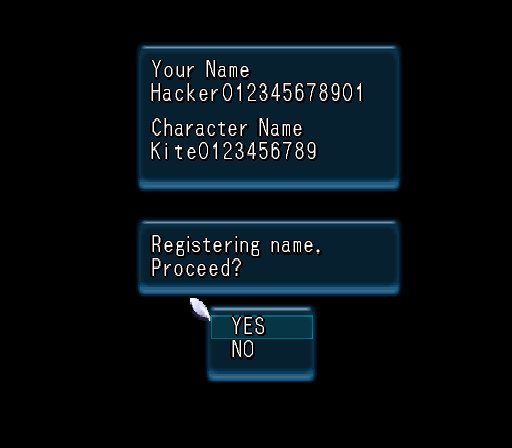 Your Name
Hacker012345678901
Character Name
Kite0123456789
Registering name.
Proceed?
YES
NO